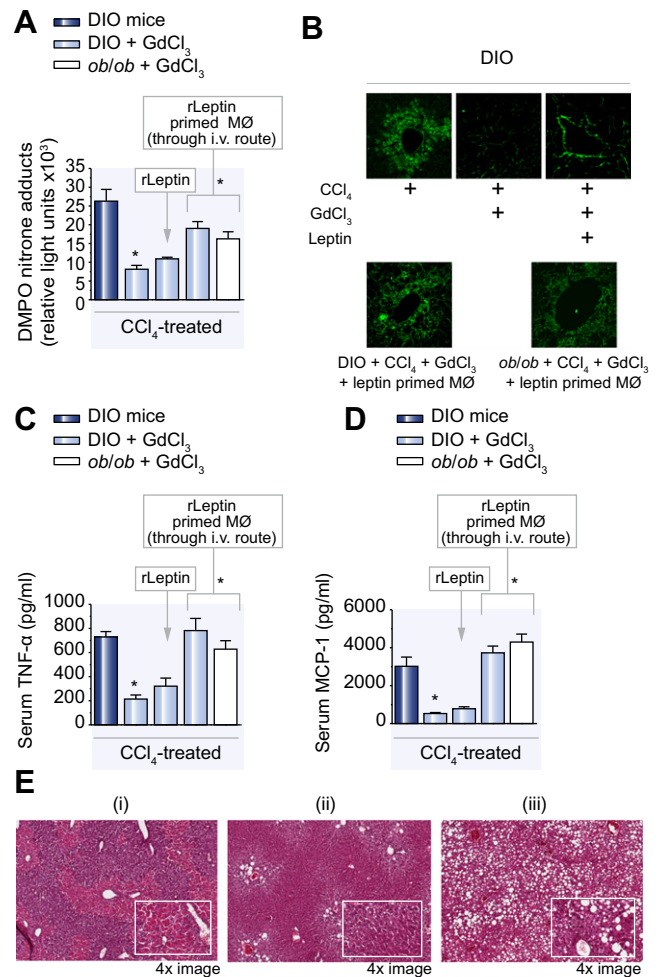 A
DIO mice
DIO + GdCl3
ob/ob + GdCl3
rLeptin
primed MØ
(through i.v. route)
rLeptin
*
*
DMPO nitrone adducts
(relative light units x10³)
35
30
25
20
15
10
5
0
CCl4-treated
B
DIO
CCl4 + + +
GdCl3 + +
Leptin +
DIO + CCl4 + GdCl3
+ leptin primed MØ
ob/ob + CCl4 + GdCl3
+ leptin primed MØ
C
DIO mice
DIO + GdCl3
ob/ob + GdCl3
rLeptin
primed MØ
(through i.v. route)
rLeptin
*
*
Serum TNF-α (pg/ml)
1000
800
600
400
200
0
CCl4-treated
D
DIO mice
DIO + GdCl3
ob/ob + GdCl3
rLeptin
primed MØ
(through i.v. route)
rLeptin
*
*
Serum MCP-1 (pg/ml)
6000
4000
2000
0
CCl4-treated
E
(i) (ii) (iii)
4x image 4x image 4x image